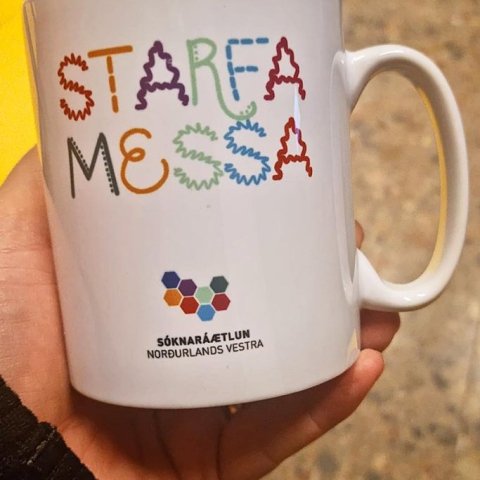 STARFA
MESSA
SÓKNARÁÆTLUN
NORÐURLANDS VESTRA